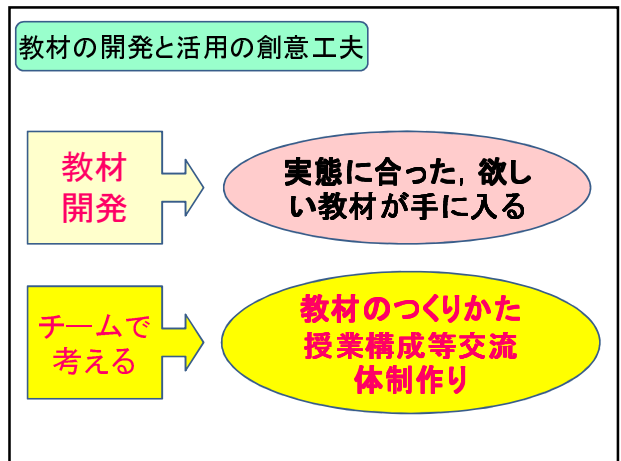 教材の開発と活用の創意工夫
教材
開発
実態に合った，欲し
い教材が手に入る
チームで
考える
教材のつくりかた
授業構成等交流
体制作り